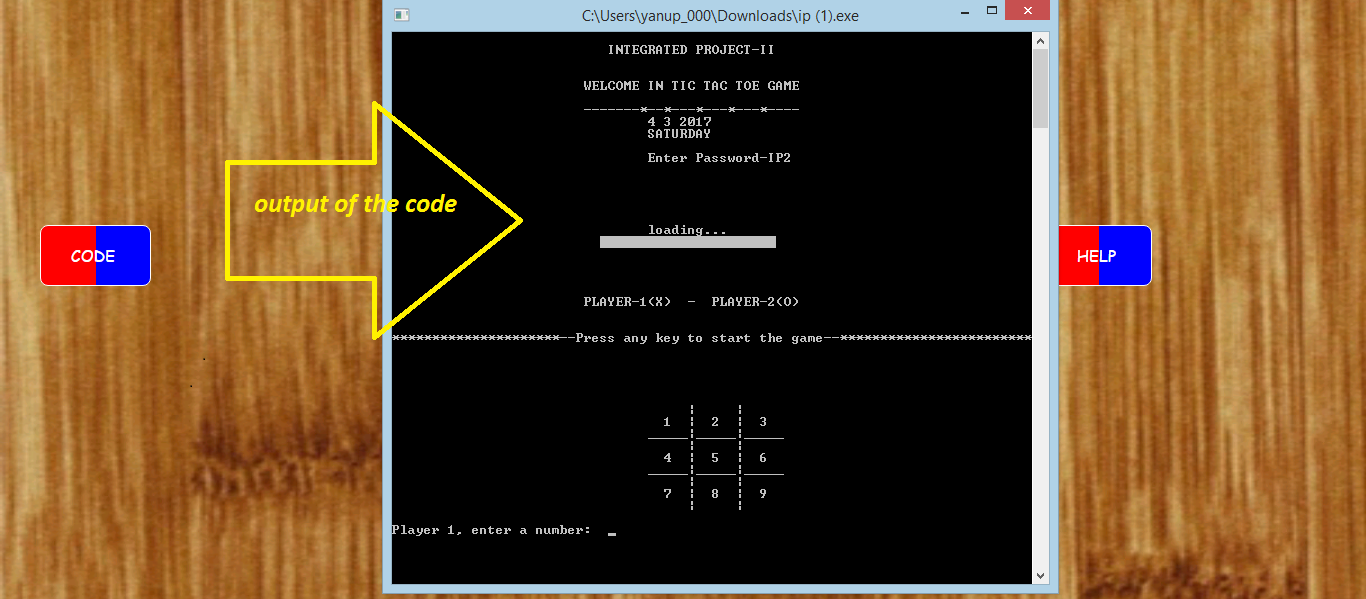 C:\Users\yanup_000\Downloads\ip (1).exe
INTEGRATED PROJECT-II
WELCOME IN TIC TAC TOE GAME
-------*--*---*---*---*----
4 3 2017
SATURDAY
Enter Password-IP2
output of the code
loading...
CODE
HELP
PLAYER-1(X) - PLAYER-2(O)
*********************--Press any key to start the game--************************
1 2 3
4 5 6
7 8 9
Player 1, enter a number: _